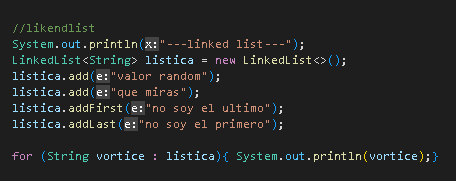 //likendlist
System.out.println(x:"---linked list---");
LinkedList<String> listica = new LinkedList<>();
listica.add(e:"valor random");
listica.add(e:"que miras");
listica.addFirst(e:"no soy el ultimo");
listica.addLast(e:"no soy el primero");
for (String vortice : listica){ System.out.println(vortice);}